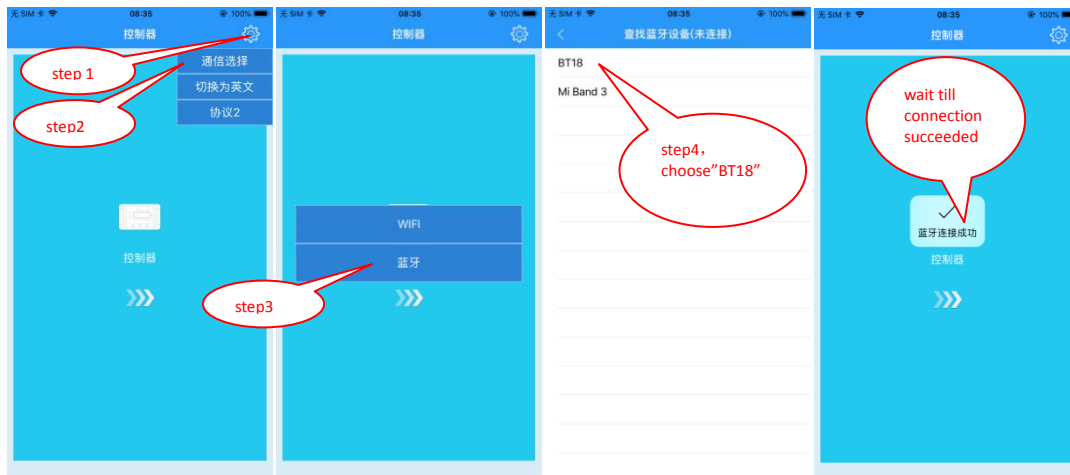 无 SIM 卡 08:35 100%
控制器
通信选择
切换为英文
协议2
step 1
step2
控制器
无 SIM 卡 08:35 100%
控制器
WIFI
蓝牙
step3
无 SIM 卡 08:35 100%
查找蓝牙设备(未连接)
BT18
Mi Band 3
step4，
choose"BT18"
无 SIM 卡 08:35 100%
控制器
wait till
connection
succeeded
蓝牙连接成功
控制器